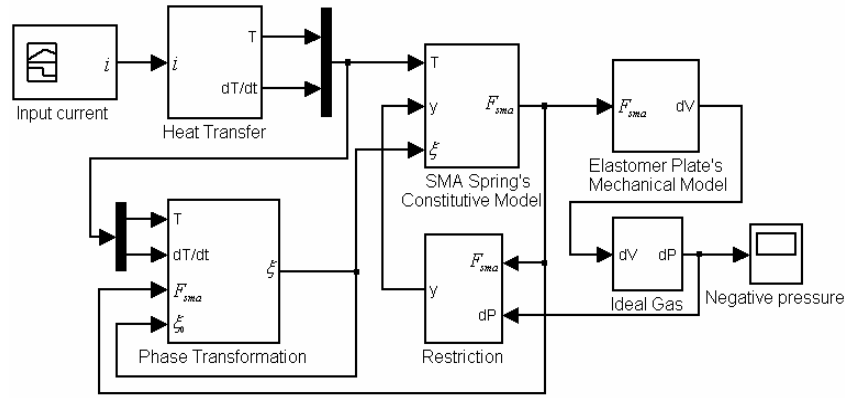 i
Input current
i
T
dT/dt
Heat Transfer
T
y
ξ
F_sma
SMA Spring's
Constitutive Model
F_sma
dV
Elastomer Plate's
Mechanical Model
T
dT/dt
F_sma
ξ₀
ξ
Phase Transformation
F_sma
y
dP
Restriction
dV
dP
Ideal Gas
Negative pressure